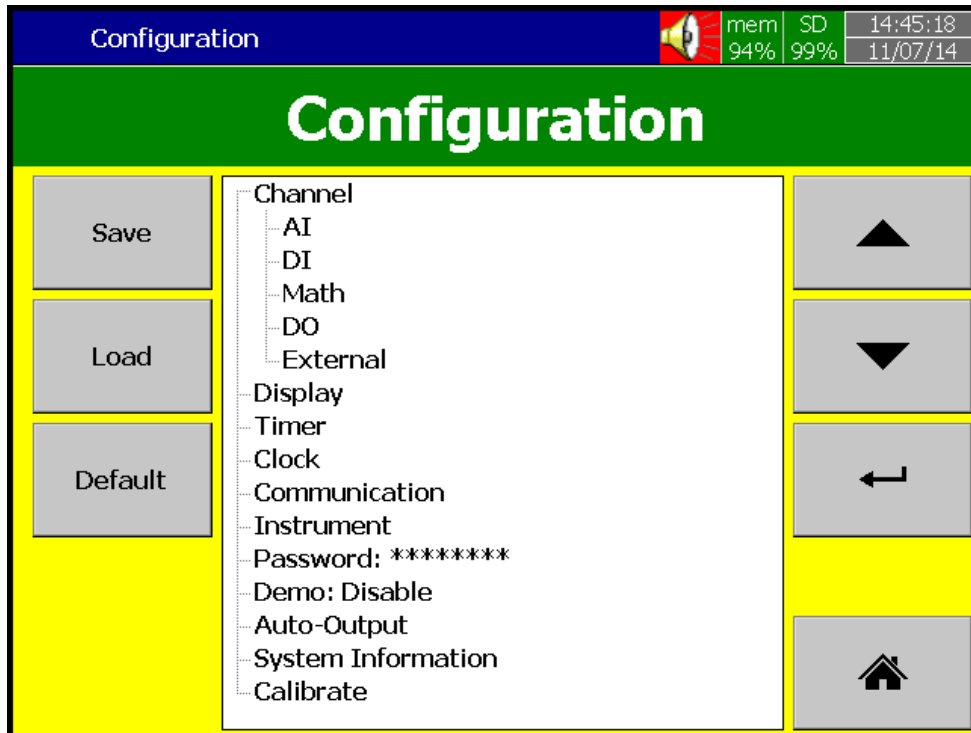 Configuration
mem SD 14:45:18
94% 99% 11/07/14
Configuration
Save
Load
Default
Channel
AI
DI
Math
DO
External
Display
Timer
Clock
Communication
Instrument
Password: ********
Demo: Disable
Auto-Output
System Information
Calibrate